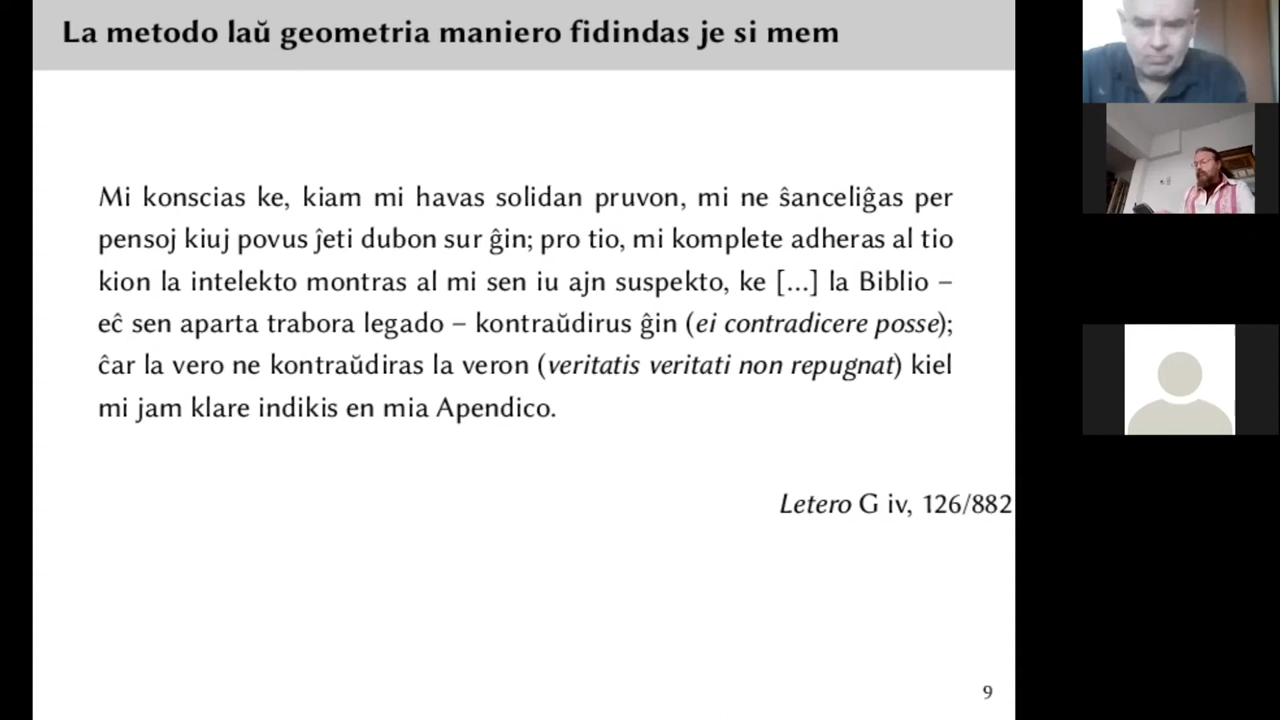 La metodo laŭ geometria maniero fidindas je si mem
Mi konscias ke, kiam mi havas solidan pruvon, mi ne ŝanceliĝas per
pensoj kiuj povus ĵeti dubon sur ĝin; pro tio, mi komplete adheras al tio
kion la intelekto montras al mi sen iu ajn suspekto, ke [...] la Biblio –
eĉ sen aparta trabora legado – kontraŭdirus ĝin (ei contradicere posse);
ĉar la vero ne kontraŭdiras la veron (veritatis veritati non repugnat) kiel
mi jam klare indikis en mia Apendico.
Letero G iv, 126/882
9